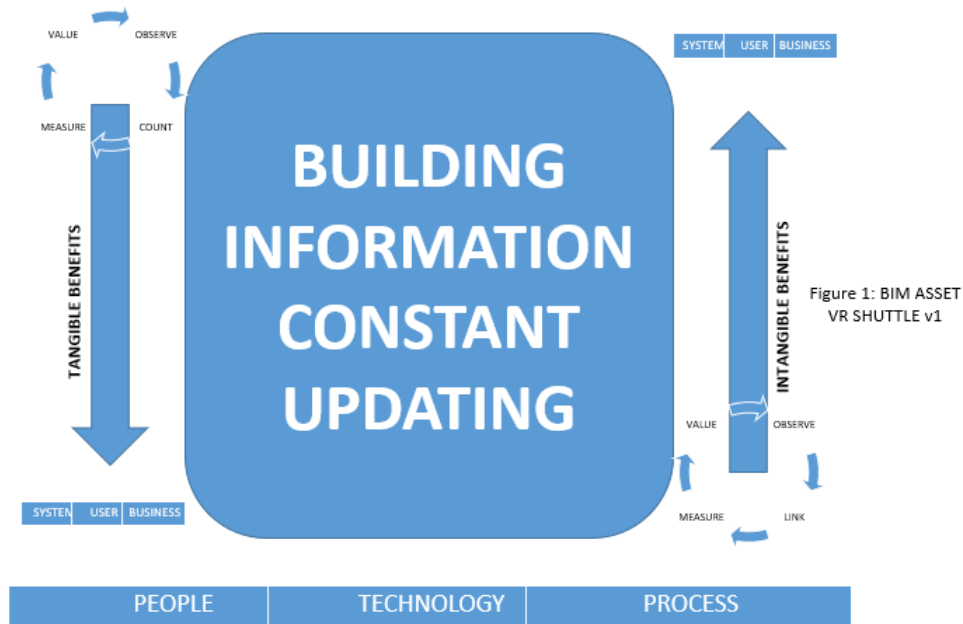 VALUE OBSERVE
MEASURE COUNT
TANGIBLE BENEFITS
SYSTEM USER BUSINESS
BUILDING
INFORMATION
CONSTANT
UPDATING
SYSTEM USER BUSINESS
INTANGIBLE BENEFITS
VALUE OBSERVE
MEASURE LINK
Figure 1: BIM ASSET
VR SHUTTLE v1
PEOPLE TECHNOLOGY PROCESS